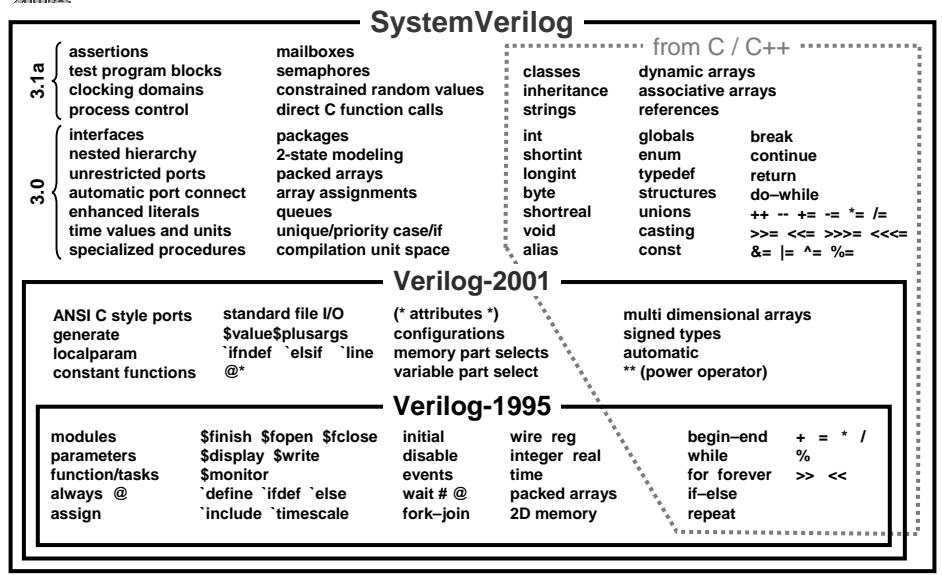 SystemVerilog
from C / C++
3.1a
assertions mailboxes
test program blocks semaphores classes dynamic arrays
clocking domains constrained random values inheritance associative arrays
process control direct C function calls strings references
3.0
interfaces packages int globals break
nested hierarchy 2-state modeling shortint enum continue
unrestricted ports packed arrays longint typedef return
automatic port connect array assignments byte structures do–while
enhanced literals queues shortreal unions ++ -- += -= *= /=
time values and units unique/priority case/if void casting >>= <<= >>>= <<<=
specialized procedures compilation unit space alias const &= |= ^= %=
Verilog-2001
ANSI C style ports standard file I/O (* attributes *) multi dimensional arrays
generate $value$plusargs configurations signed types
localparam `ifndef `elsif `line memory part selects automatic
constant functions @* variable part select ** (power operator)
Verilog-1995
modules $finish $fopen $fclose initial wire reg begin–end + = * /
parameters $display $write disable integer real while %
function/tasks $monitor events time for forever >> <<
always @ `define `ifdef `else wait # @ packed arrays if–else
assign `include `timescale fork–join 2D memory repeat